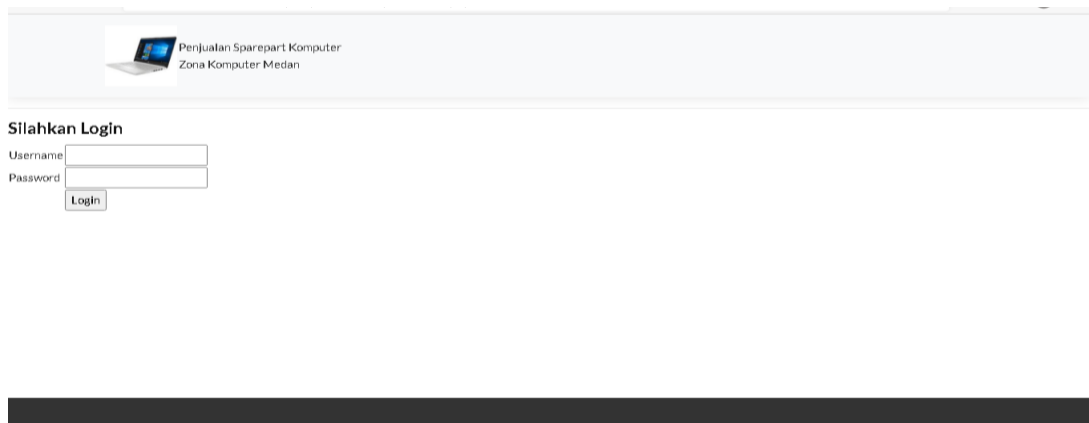 Penjualan Sparepart Komputer
Zona Komputer Medan
Silahkan Login
Username
Password
Login